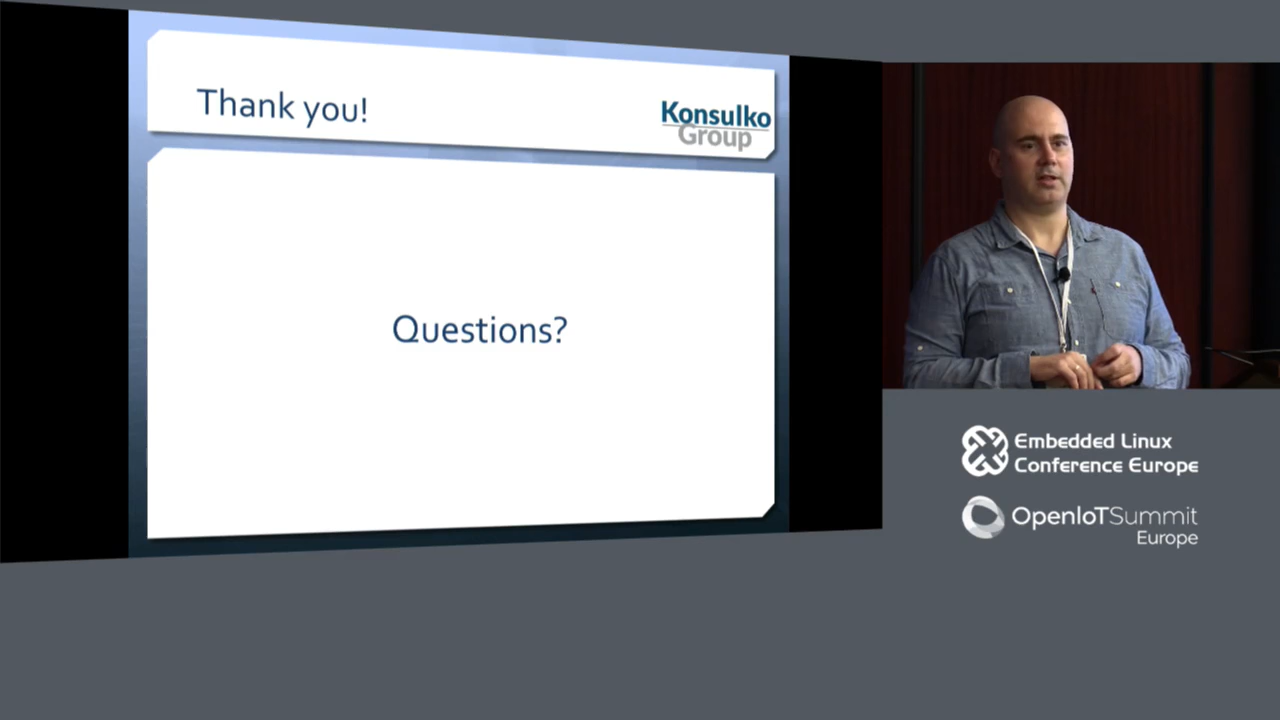 Thank you!
Konsulko
Group
Questions?
Embedded Linux
Conference Europe
OpenIoTSummit
Europe